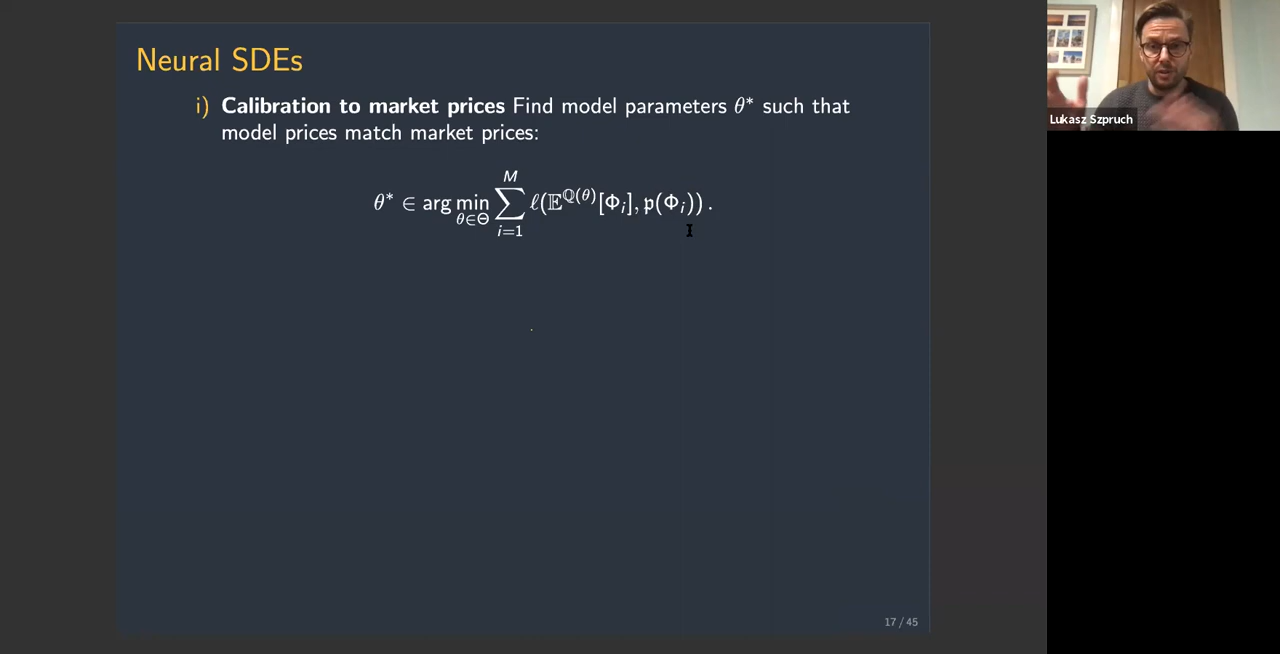 Neural SDEs
i) Calibration to market prices Find model parameters θ* such that
model prices match market prices:
θ* ∈ arg min_{θ∈Θ} ∑_{i=1}^{M} ℓ(𝔼^{ℚ(θ)}[Φ_i], 𝔭(Φ_i)) .
17 / 45
Lukasz Szpruch